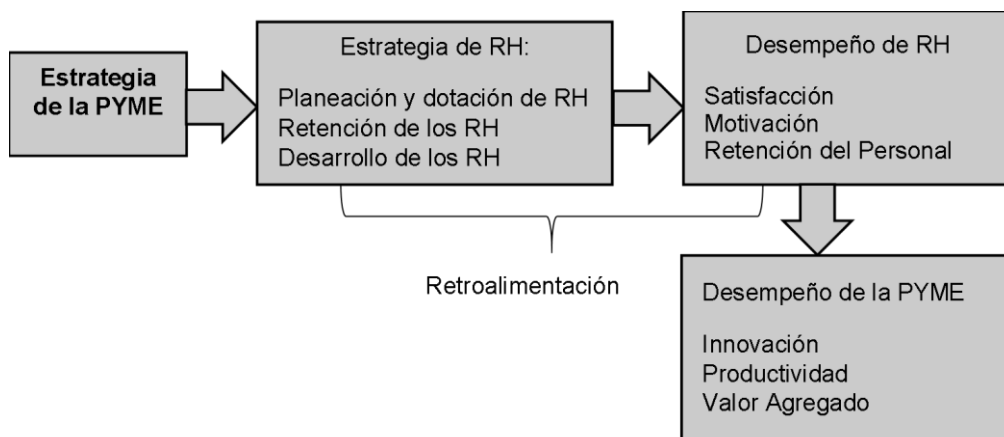 Estrategia
de la PYME
Estrategia de RH:
Planeación y dotación de RH
Retención de los RH
Desarrollo de los RH
Desempeño de RH
Satisfacción
Motivación
Retención del Personal
Retroalimentación
Desempeño de la PYME
Innovación
Productividad
Valor Agregado